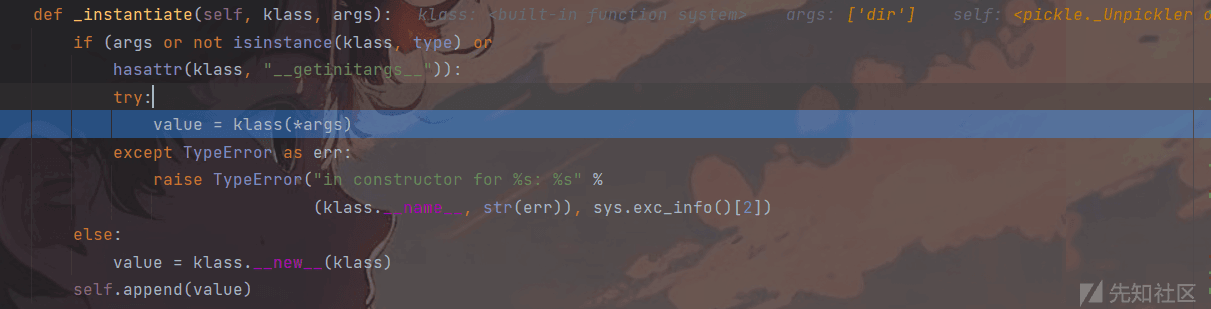 def _instantiate(self, klass, args):   klass: <built-in function system>    args: ['dir']    self: <pickle._Unpickler o
    if (args or not isinstance(klass, type) or
        hasattr(klass, "__getinitargs__")):
        try:
            value = klass(*args)
        except TypeError as err:
            raise TypeError("in constructor for %s: %s" %
                            (klass.__name__, str(err)), sys.exc_info()[2])
    else:
        value = klass.__new__(klass)
    self.append(value)
先知社区